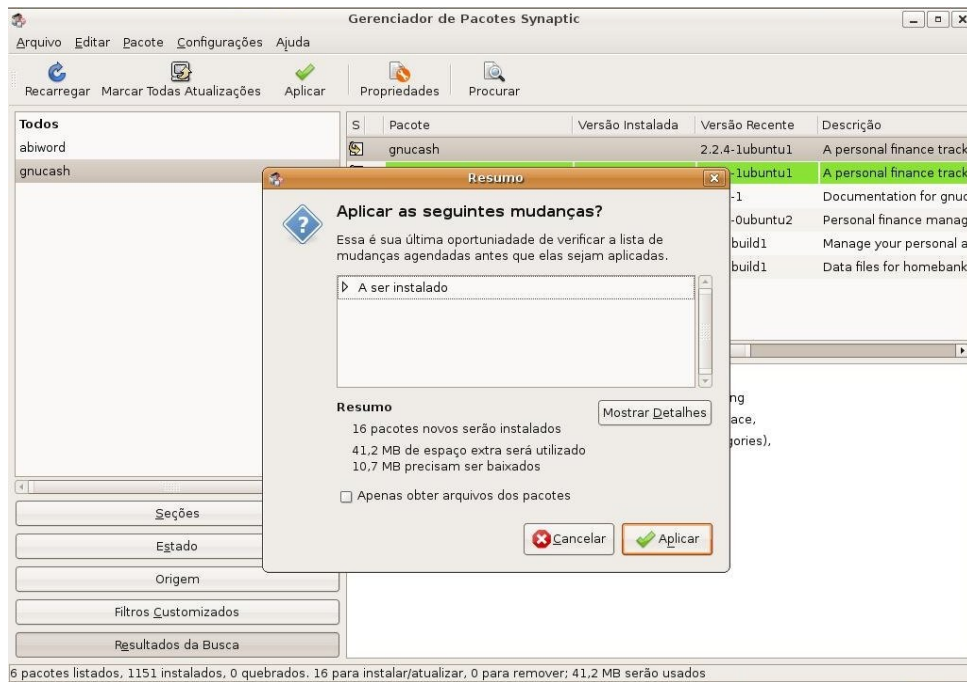 Gerenciador de Pacotes Synaptic
Arquivo Editar Pacote Configurações Ajuda
Recarregar Marcar Todas Atualizações Aplicar Propriedades Procurar
Todos
abiword
gnucash
S Pacote Versão Instalada Versão Recente Descrição
gnucash 2.2.4-1ubuntu1 A personal finance track
-1ubuntu1 A personal finance track
-1 Documentation for gnuc
-0ubuntu2 Personal finance manag
build1 Manage your personal a
build1 Data files for homebank
Resumo
Aplicar as seguintes mudanças?
Essa é sua última oportuniadade de verificar a lista de
mudanças agendadas antes que elas sejam aplicadas.
A ser instalado
Resumo
Mostrar Detalhes
16 pacotes novos serão instalados
41,2 MB de espaço extra será utilizado
10,7 MB precisam ser baixados
Apenas obter arquivos dos pacotes
Cancelar Aplicar
ng
ace,
gories),
Seções
Estado
Origem
Filtros Customizados
Resultados da Busca
6 pacotes listados, 1151 instalados, 0 quebrados. 16 para instalar/atualizar, 0 para remover; 41,2 MB serão usados